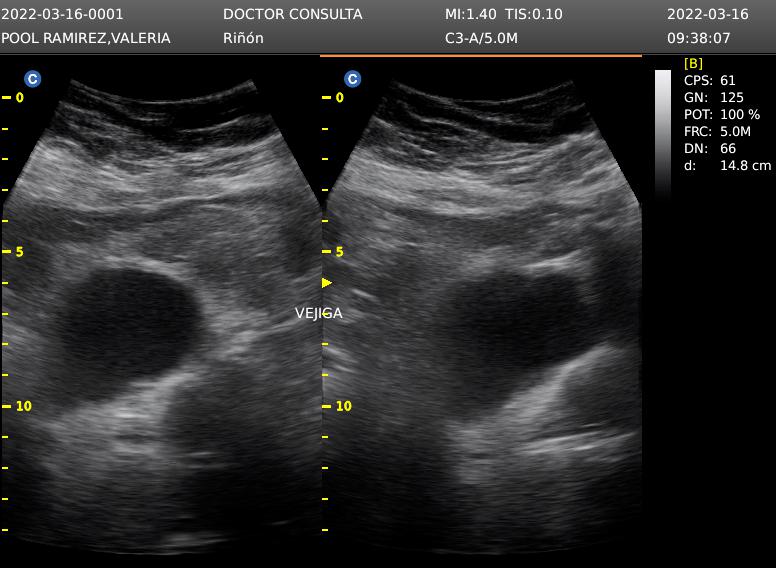 2022-03-16-0001 DOCTOR CONSULTA MI:1.40 TIS:0.10 2022-03-16
POOL RAMIREZ,VALERIA Riñón C3-A/5.0M 09:38:07
[B]
CPS: 61
GN: 125
POT: 100 %
FRC: 5.0M
DN: 66
d: 14.8 cm
C C
0 0
5 5
VEJIGA
10 10